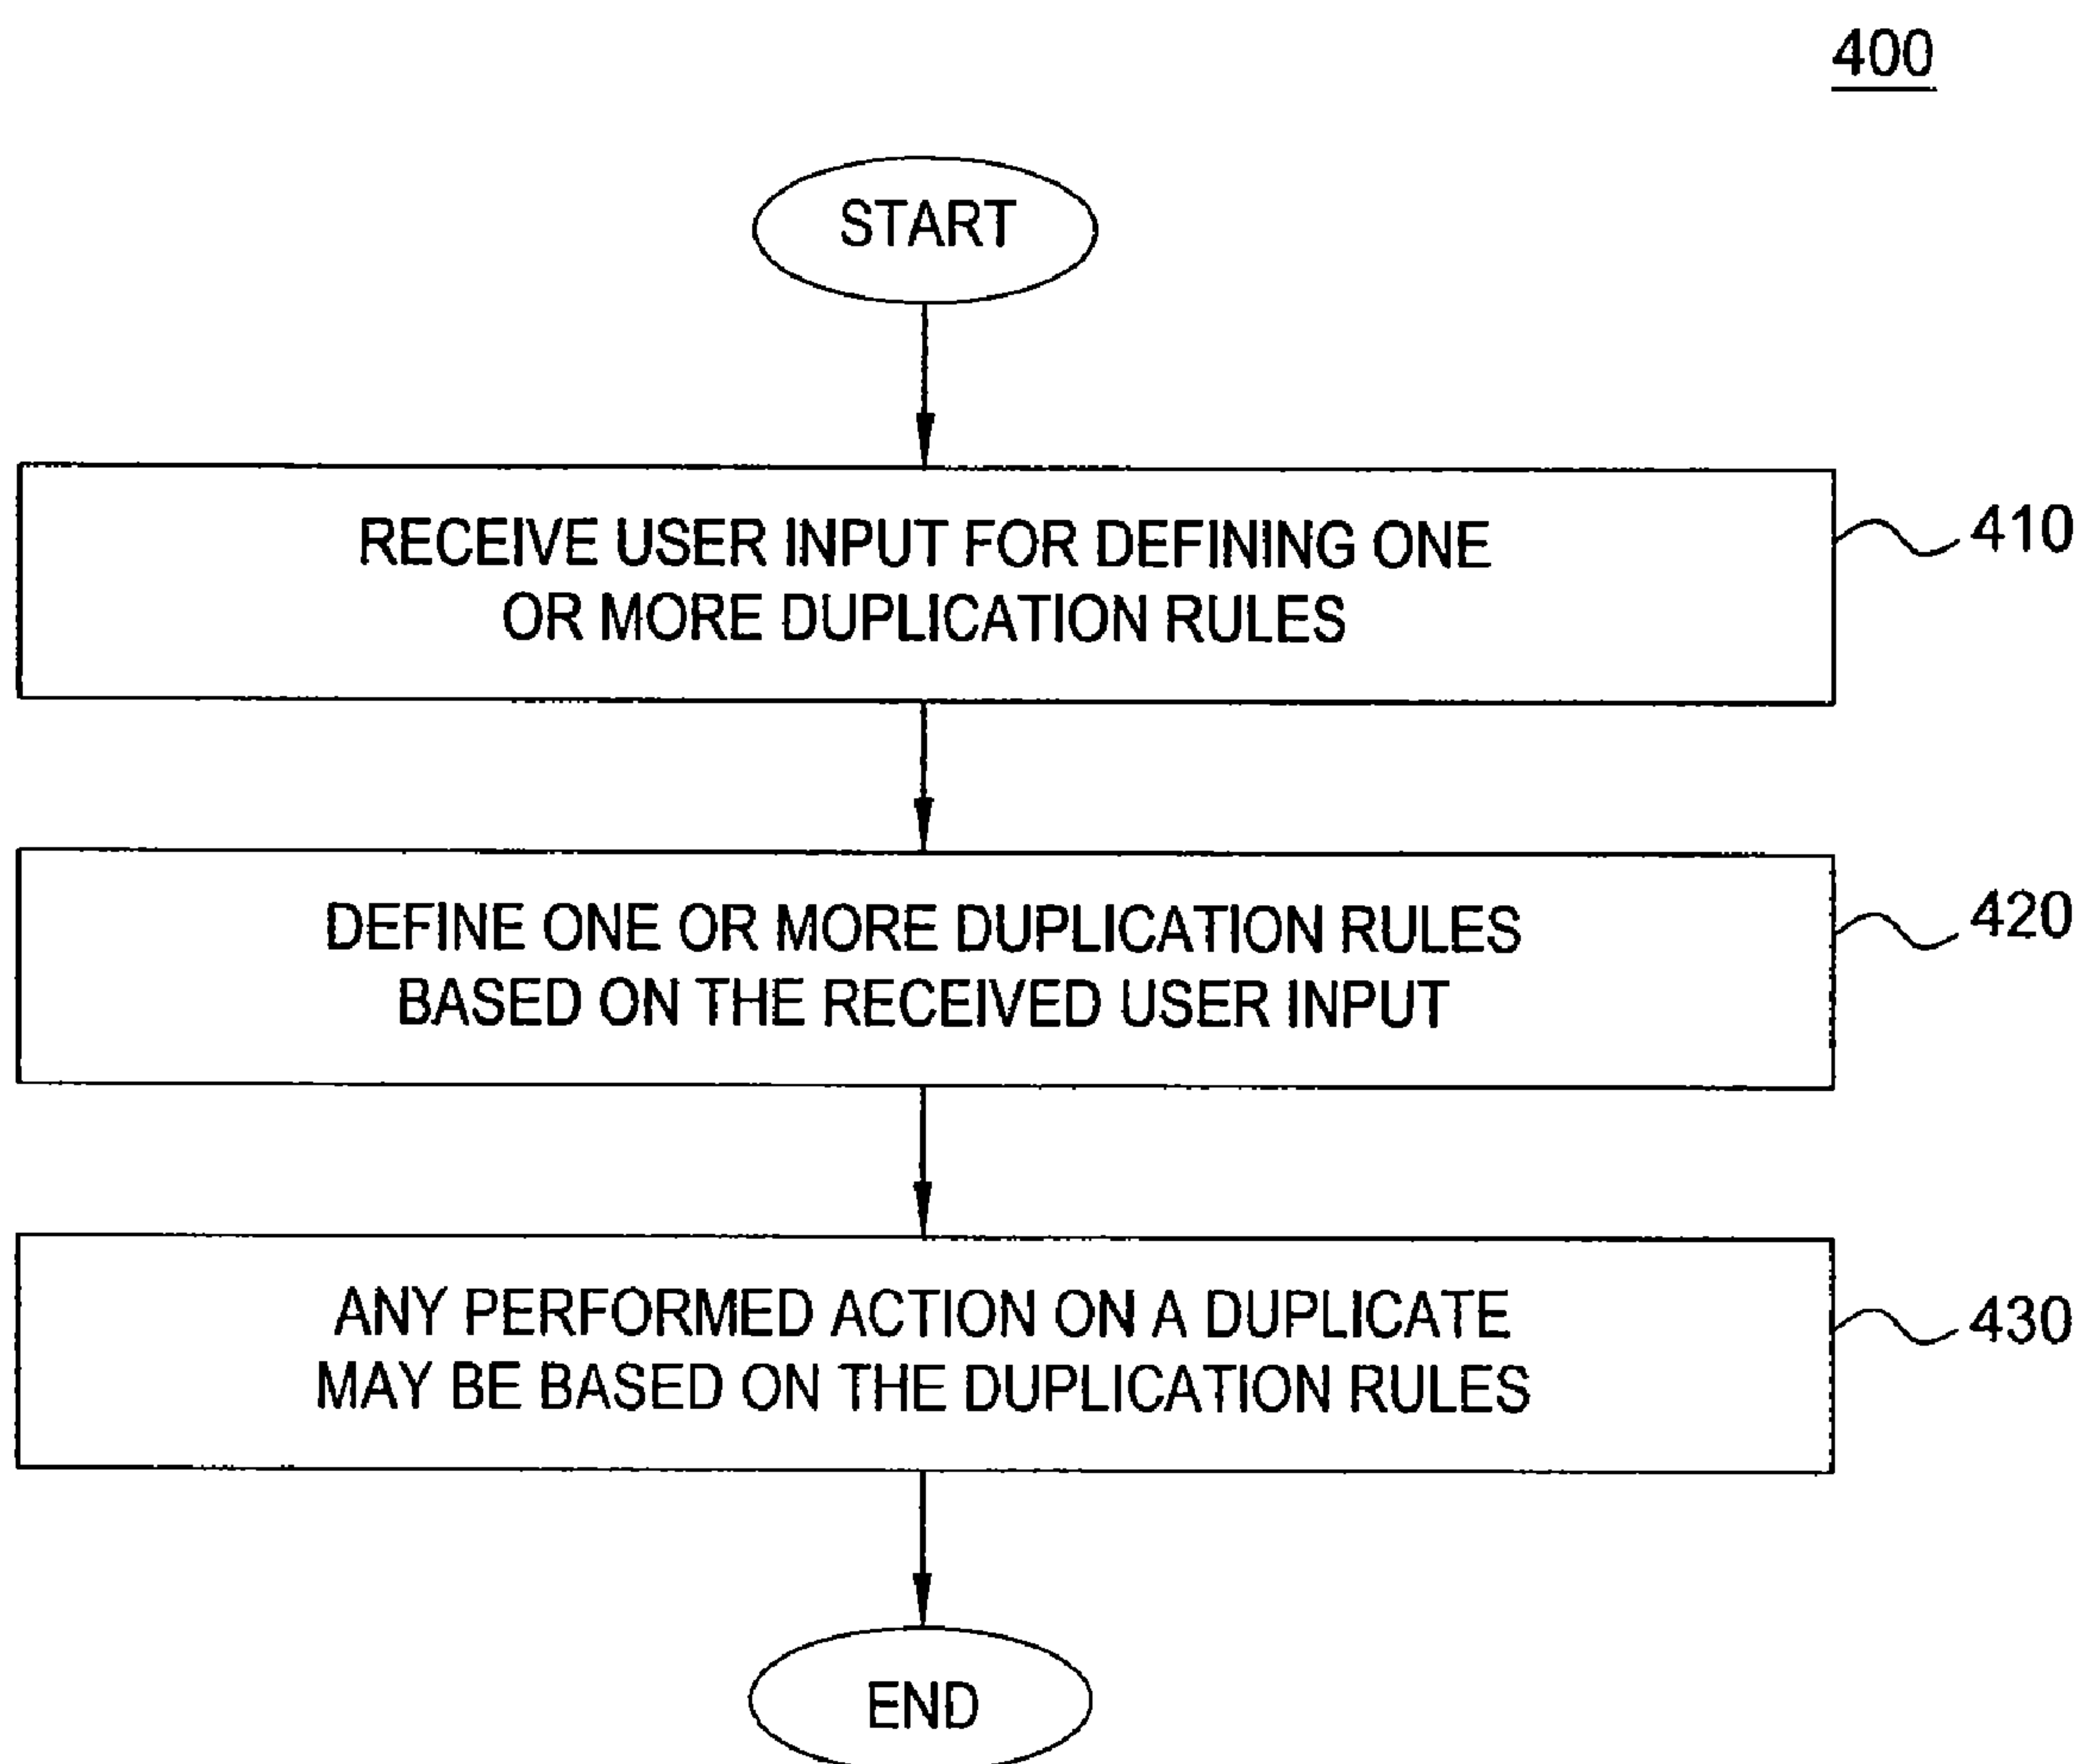 400
START
RECEIVE USER INPUT FOR DEFINING ONE
OR MORE DUPLICATION RULES
410
DEFINE ONE OR MORE DUPLICATION RULES
BASED ON THE RECEIVED USER INPUT
420
ANY PERFORMED ACTION ON A DUPLICATE
MAY BE BASED ON THE DUPLICATION RULES
430
END